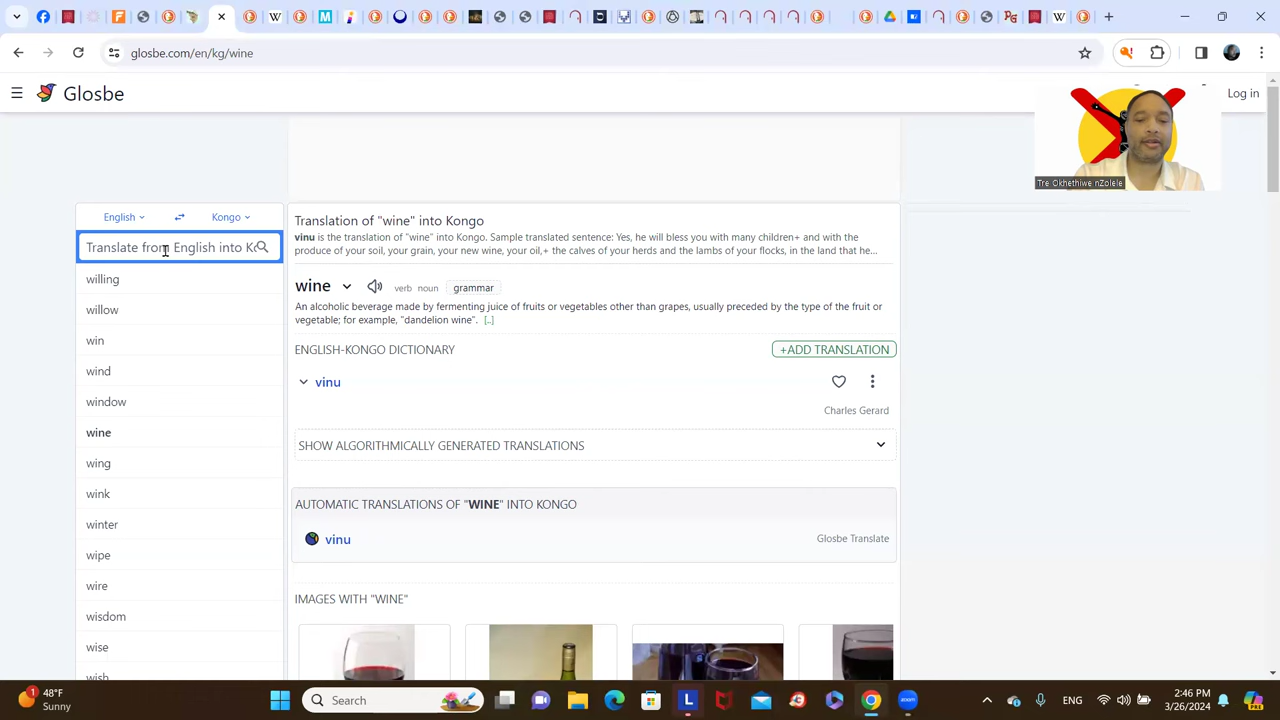 glosbe.com/en/kg/wine
Glosbe
Log in
Tre Okhethiwe nZolele
English
Kongo
Translate from English into Ko
willing
willow
win
wind
window
wine
wing
wink
winter
wipe
wire
wisdom
wise
wish
Translation of "wine" into Kongo
vinu is the translation of "wine" into Kongo. Sample translated sentence: Yes, he will bless you with many children+ and with the
produce of your soil, your grain, your new wine, your oil,+ the calves of your herds and the lambs of your flocks, in the land that he...
wine verb noun grammar
An alcoholic beverage made by fermenting juice of fruits or vegetables other than grapes, usually preceded by the type of the fruit or
vegetable; for example, "dandelion wine". [..]
ENGLISH-KONGO DICTIONARY
+ADD TRANSLATION
vinu
Charles Gerard
SHOW ALGORITHMICALLY GENERATED TRANSLATIONS
AUTOMATIC TRANSLATIONS OF "WINE" INTO KONGO
vinu
Glosbe Translate
IMAGES WITH "WINE"
1
48°F
Sunny
Search
ENG
2:46 PM
3/26/2024